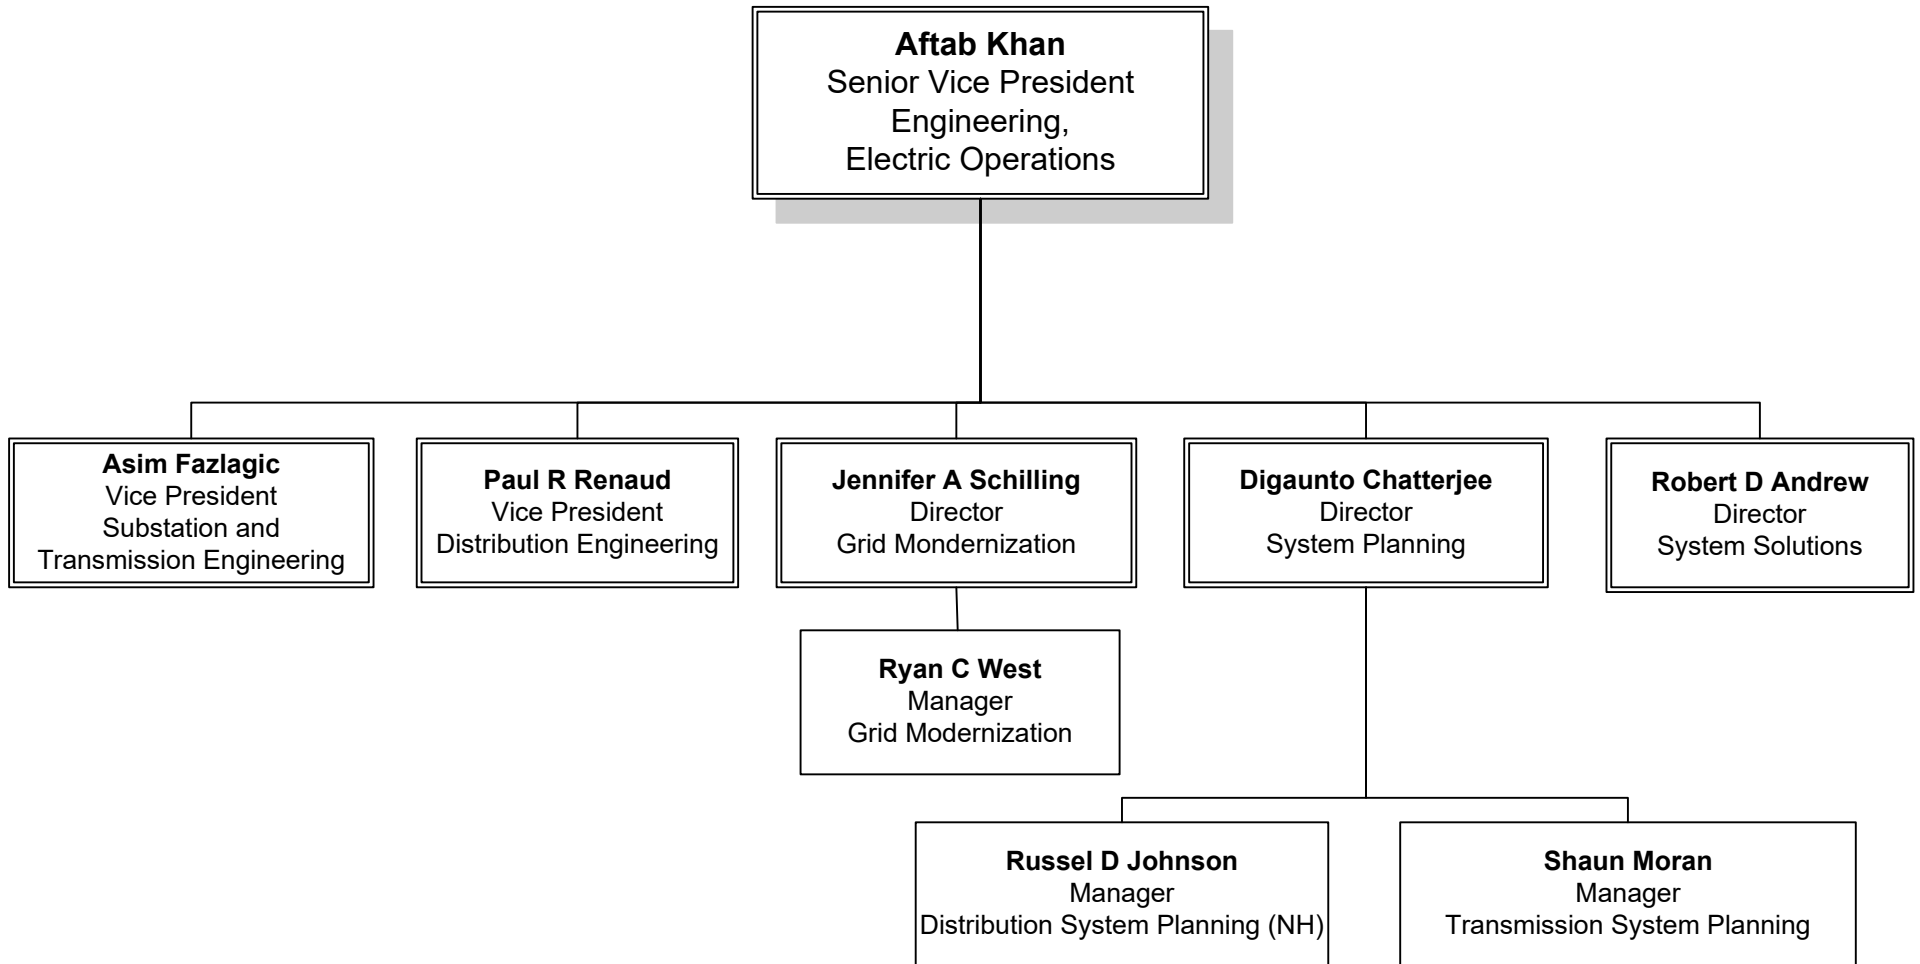 Aftab Khan
Senior Vice President
Engineering,
Electric Operations
Asim Fazlagic
Vice President
Substation and
Transmission Engineering
Paul R Renaud
Vice President
Distribution Engineering
Jennifer A Schilling
Director
Grid Mondernization
Digaunto Chatterjee
Director
System Planning
Robert D Andrew
Director
System Solutions
Ryan C West
Manager
Grid Modernization
Russel D Johnson
Manager
Distribution System Planning (NH)
Shaun Moran
Manager
Transmission System Planning